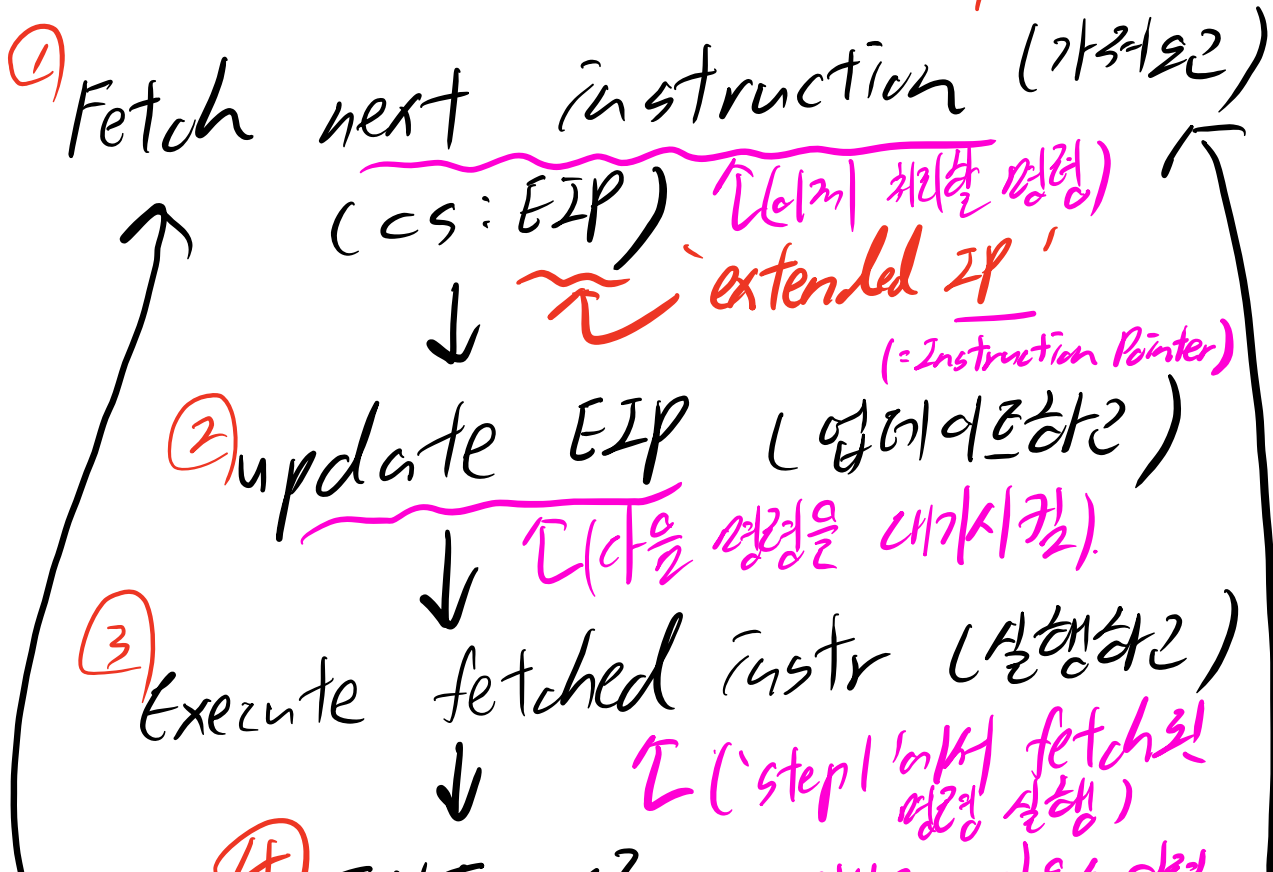 ① Fetch next instruction (가져오고)
(cs: EIP) ↑(이제 처리할 명령)
'extended IP'
(=Instruction Pointer)
② update EIP (업데이트하고)
↑(다음 명령을 대기시킴).
③ Execute fetched instr (실행하고)
↑('step1'에서 fetch된
명령 실행)
④